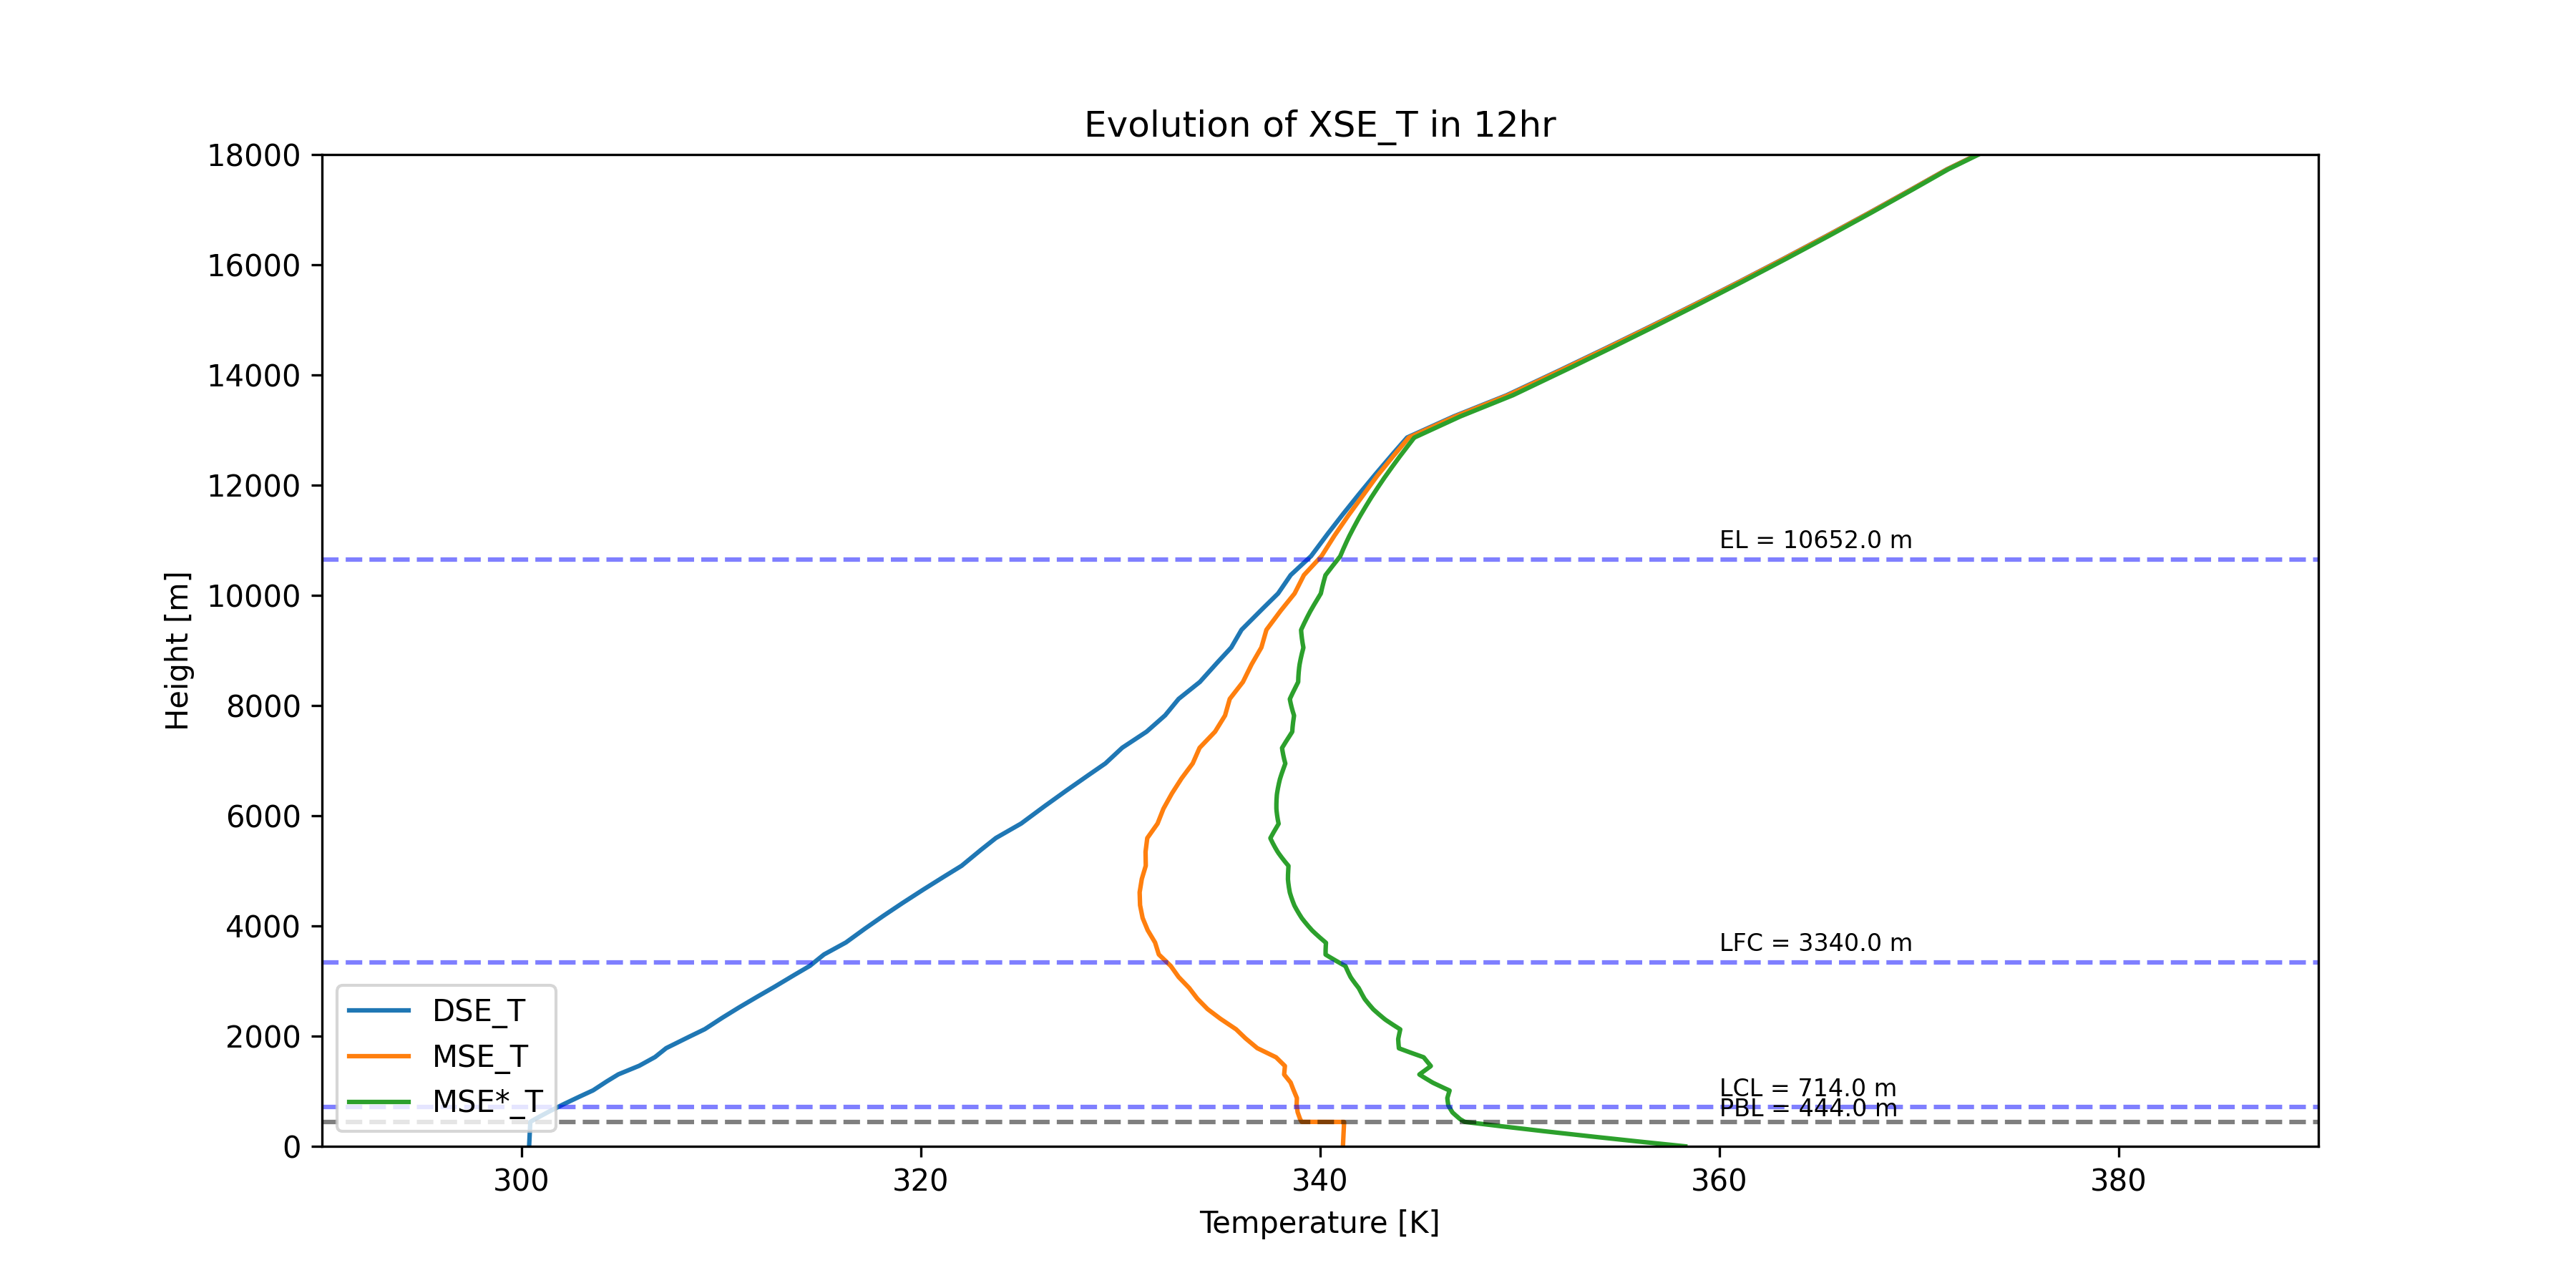 Evolution of XSE_T in 12hr
18000
16000
14000
12000
10000
8000
6000
4000
2000
0
Height [m]
EL = 10652.0 m
LFC = 3340.0 m
LCL = 714.0 m
PBL = 444.0 m
DSE_T
MSE_T
MSE*_T
300 320 340 360 380
Temperature [K]